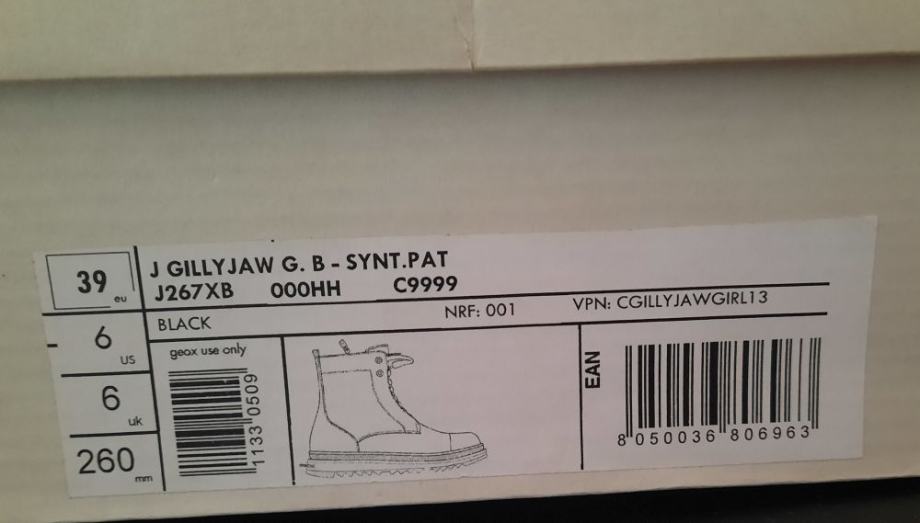 39 eu
J GILLYJAW G. B - SYNT.PAT
J267XB 000HH C9999
BLACK NRF: 001 VPN: CGILLYJAWGIRL13
6 US
6 uk
260 mm
geox use only
1133 0509
EAN
8 050036 806963